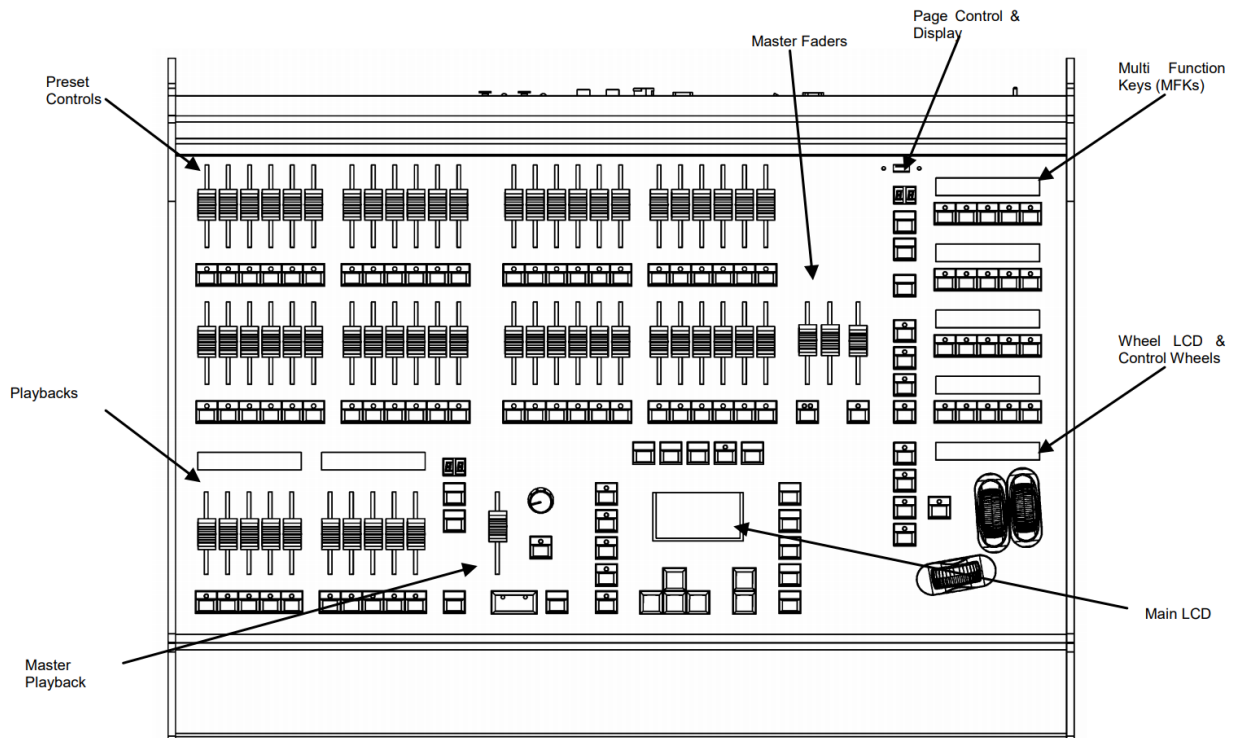 Page Control &
Display
Master Faders
Multi Function
Keys (MFKs)
Preset
Controls
Wheel LCD &
Control Wheels
Playbacks
Main LCD
Master
Playback